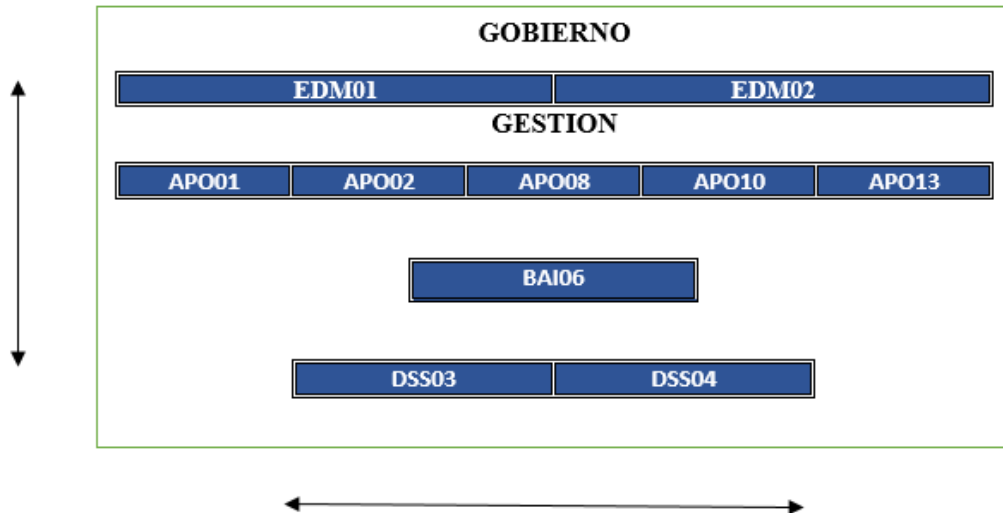 GOBIERNO
EDM01 EDM02
GESTION
APO01 APO02 APO08 APO10 APO13
BAI06
DSS03 DSS04